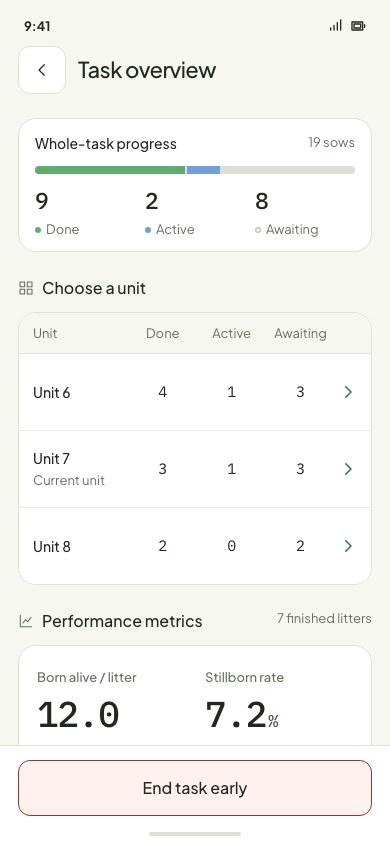 9:41
Task overview
Whole-task progress 19 sows
9 2 8
Done Active Awaiting
Choose a unit
Unit Done Active Awaiting
Unit 6 4 1 3
Unit 7 3 1 3
Current unit
Unit 8 2 0 2
Performance metrics 7 finished litters
Born alive / litter Stillborn rate
12.0 7.2%
End task early